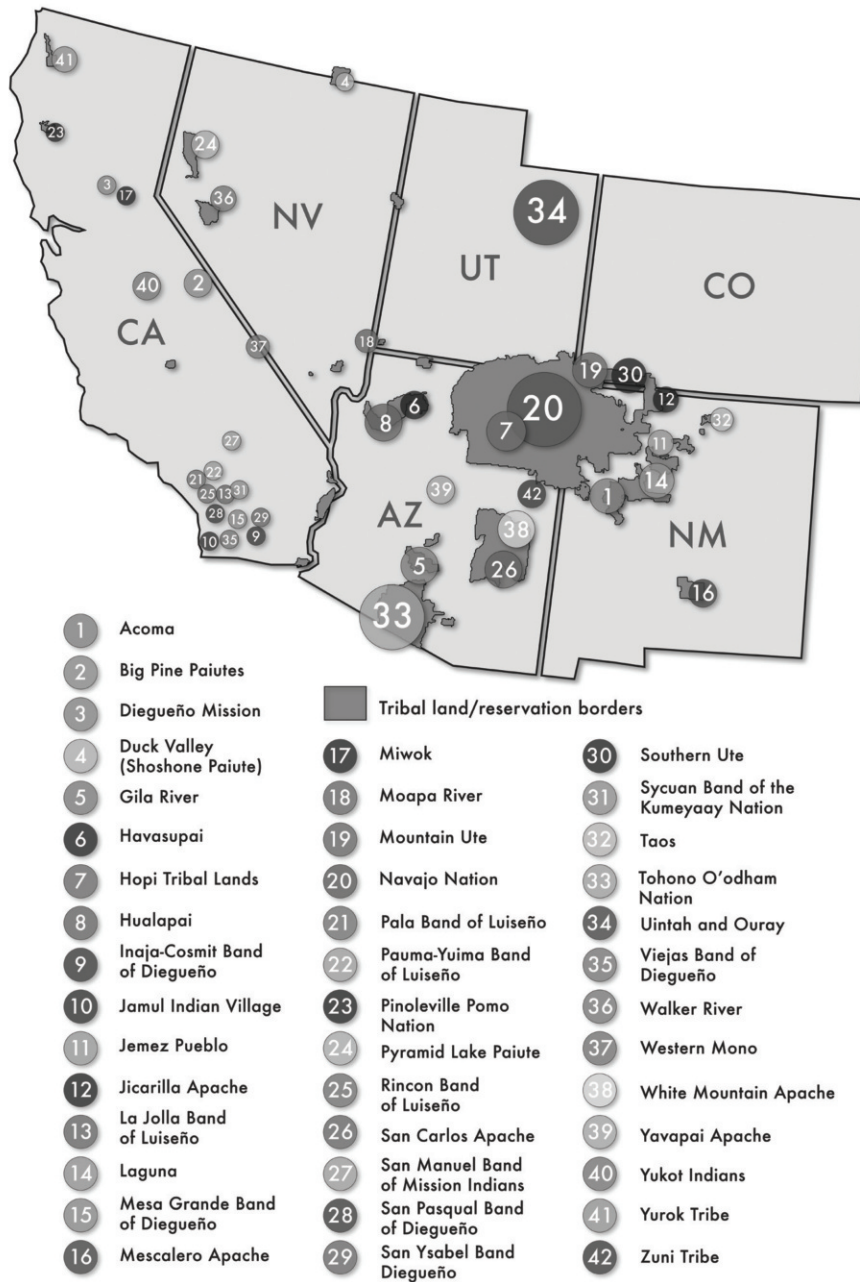 41
4
23
24
3
17
36
NV
34
UT
CO
40
2
CA
37
18
19
30
12
6
20
8
7
32
11
27
21
22
25
13
31
28
15
29
10
35
9
39
42
1
14
AZ
38
NM
5
26
16
33
1 Acoma
2 Big Pine Paiutes
3 Diegueño Mission
4 Duck Valley
(Shoshone Paiute)
5 Gila River
6 Havasupai
7 Hopi Tribal Lands
8 Hualapai
9 Inaja-Cosmit Band
of Diegueño
10 Jamul Indian Village
11 Jemez Pueblo
12 Jicarilla Apache
13 La Jolla Band
of Luiseño
14 Laguna
15 Mesa Grande Band
of Diegueño
16 Mescalero Apache
Tribal land/reservation borders
17 Miwok
18 Moapa River
19 Mountain Ute
20 Navajo Nation
21 Pala Band of Luiseño
22 Pauma-Yuima Band
of Luiseño
23 Pinoleville Pomo
Nation
24 Pyramid Lake Paiute
25 Rincon Band
of Luiseño
26 San Carlos Apache
27 San Manuel Band
of Mission Indians
28 San Pasqual Band
of Diegueño
29 San Ysabel Band
Diegueño
30 Southern Ute
31 Sycuan Band of the
Kumeyaay Nation
32 Taos
33 Tohono O'odham
Nation
34 Uintah and Ouray
35 Viejas Band of
Diegueño
36 Walker River
37 Western Mono
38 White Mountain Apache
39 Yavapai Apache
40 Yukot Indians
41 Yurok Tribe
42 Zuni Tribe